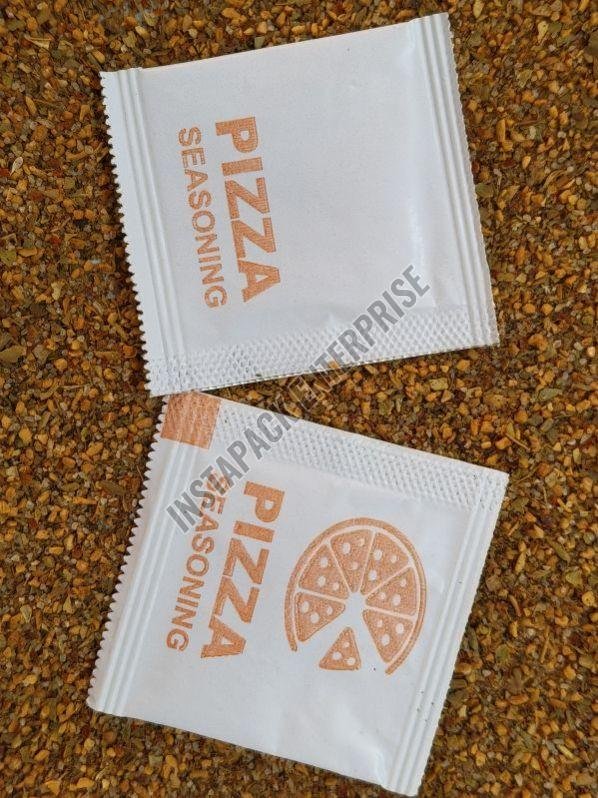 PIZZA
SEASONING
INSTAPACK ENTERPRISE
PIZZA
SEASONING